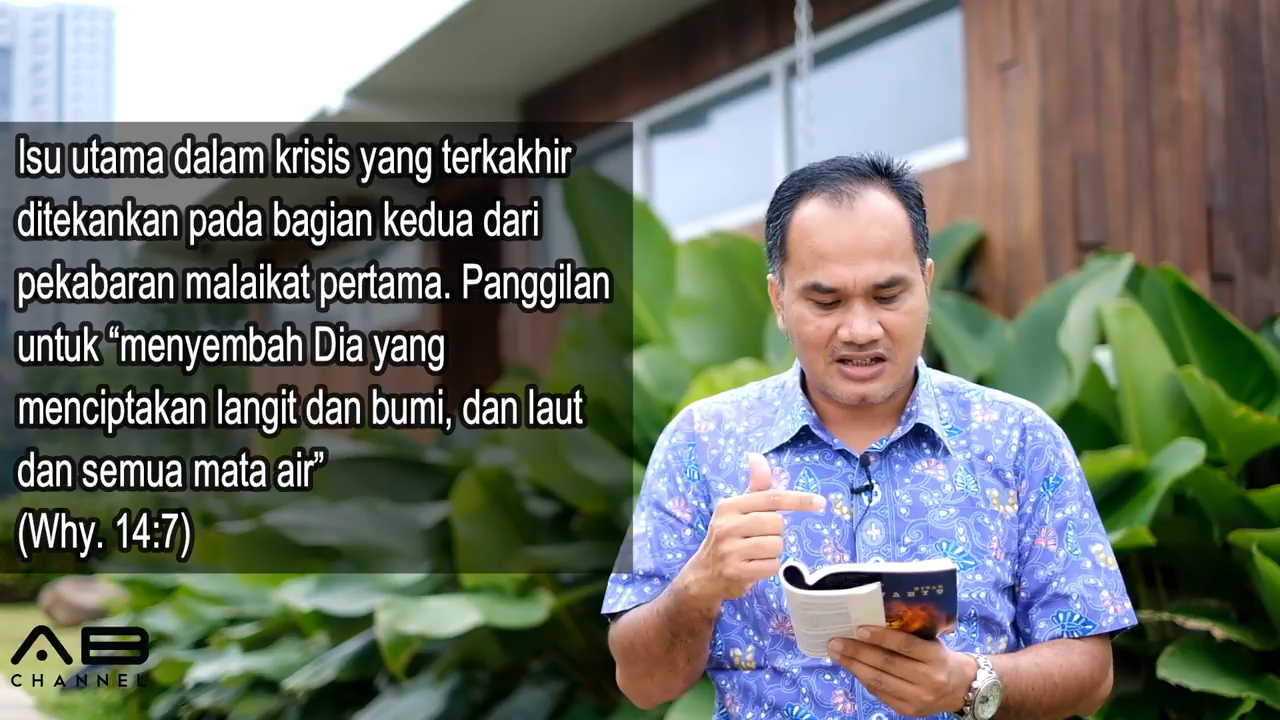 Isu utama dalam krisis yang terkakhir
ditekankan pada bagian kedua dari
pekabaran malaikat pertama. Panggilan
untuk “menyembah Dia yang
menciptakan langit dan bumi, dan laut
dan semua mata air”
(Why. 14:7)
AB
CHANNEL